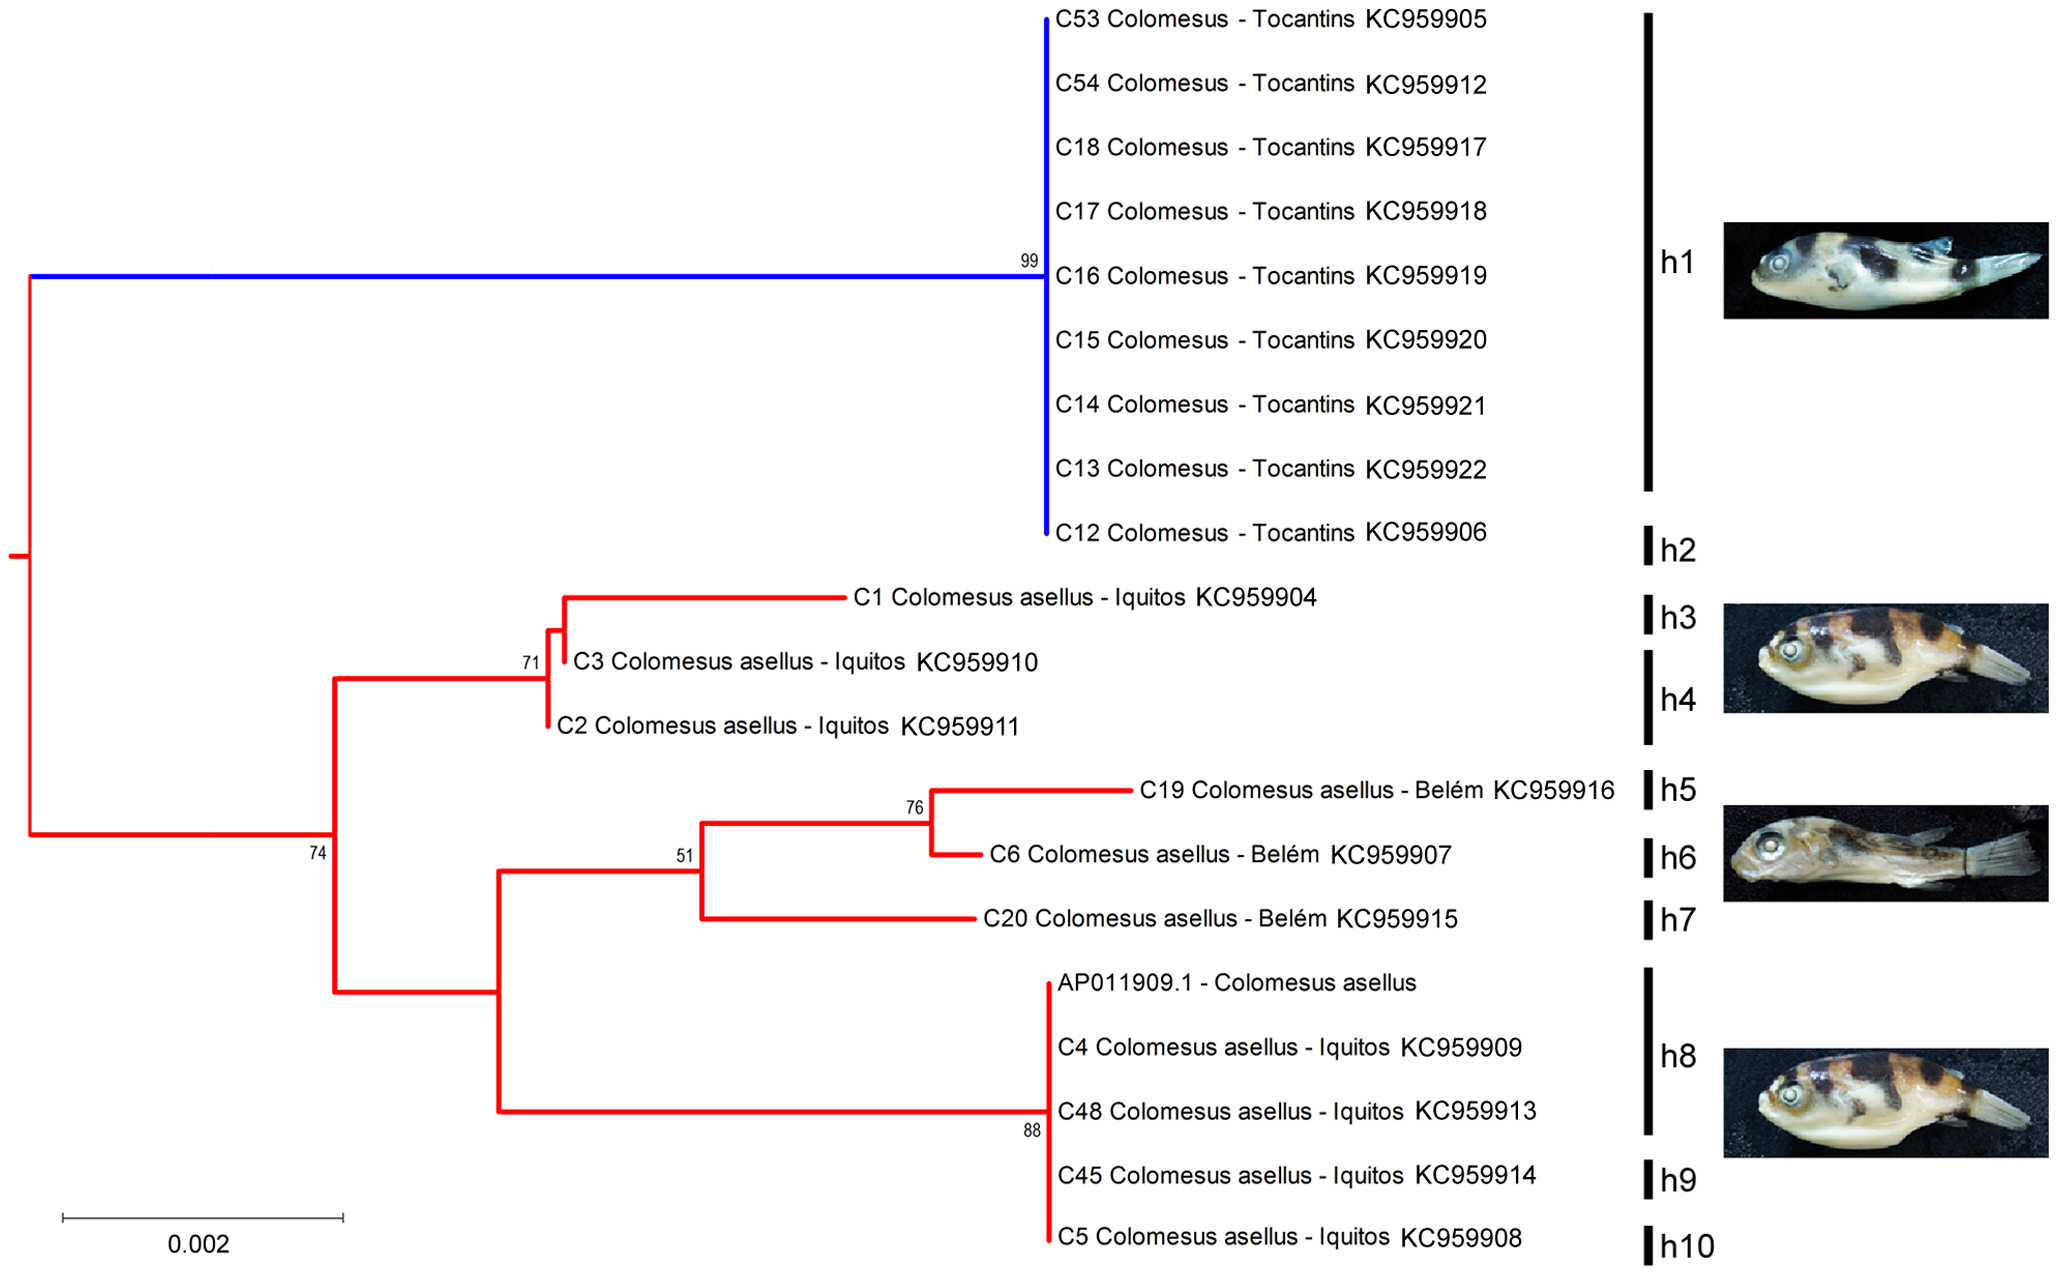 C53 Colomesus - Tocantins KC959905
C54 Colomesus - Tocantins KC959912
C18 Colomesus - Tocantins KC959917
C17 Colomesus - Tocantins KC959918
99
C16 Colomesus - Tocantins KC959919
h1
C15 Colomesus - Tocantins KC959920
C14 Colomesus - Tocantins KC959921
C13 Colomesus - Tocantins KC959922
C12 Colomesus - Tocantins KC959906
h2
C1 Colomesus asellus - Iquitos KC959904
h3
71
C3 Colomesus asellus - Iquitos KC959910
h4
C2 Colomesus asellus - Iquitos KC959911
C19 Colomesus asellus - Belém KC959916
h5
76
74
51
C6 Colomesus asellus - Belém KC959907
h6
C20 Colomesus asellus - Belém KC959915
h7
AP011909.1 - Colomesus asellus
C4 Colomesus asellus - Iquitos KC959909
h8
C48 Colomesus asellus - Iquitos KC959913
88
C45 Colomesus asellus - Iquitos KC959914
h9
C5 Colomesus asellus - Iquitos KC959908
h10
0.002